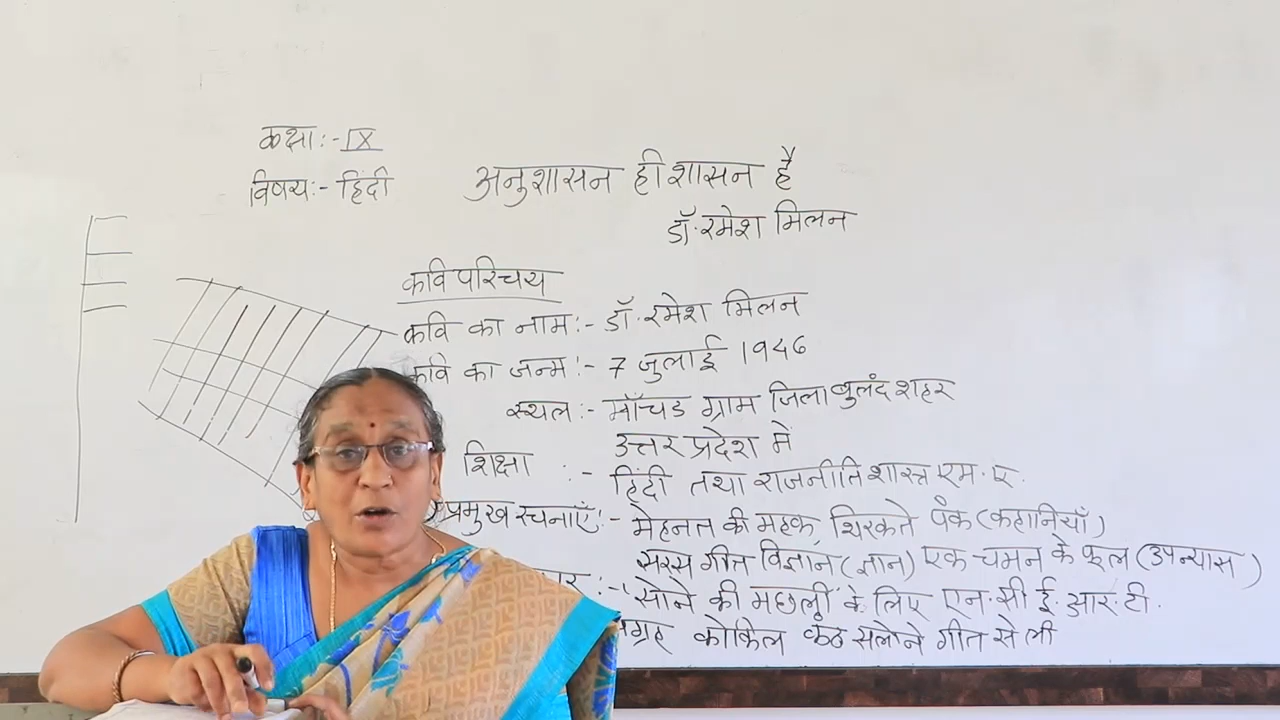 कक्षा:- IX
विषय:- हिंदी
अनुशासन ही शासन है
डॉ. रमेश मिलन
कवि परिचय
कवि का नाम:- डॉ. रमेश मिलन
कवि का जन्म:- 7 जुलाई 1946
स्थल:- मॉचड ग्राम जिला बुलंद शहर
उत्तर प्रदेश में
शिक्षा :- हिंदी तथा राजनीति शास्त्र एम. ए.
प्रमुख रचनाएँ:- मेहनत की महक, थिरकते पंक (कहानियाँ)
सरस गीत विज्ञान (ज्ञान) एक चमन के फूल (उपन्यास)
:- 'सोने की मछली' के लिए एन. सी. ई. आर. टी.
कोकिल कंठ सलोने गीत से ली